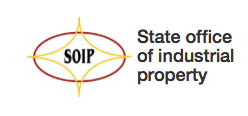 SOIP
State office
of industrial
property